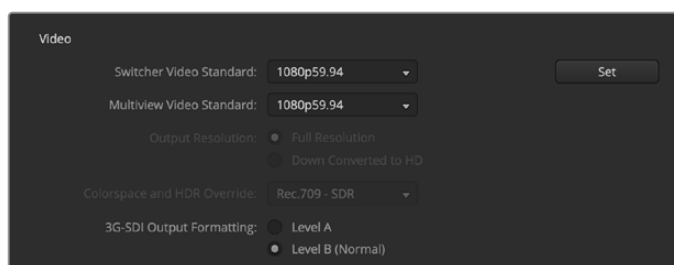 Video
Switcher Video Standard: 1080p59.94 Set
Multiview Video Standard: 1080p59.94
Output Resolution: Full Resolution
Down Converted to HD
Colorspace and HDR Override: Rec.709 - SDR
3G-SDI Output Formatting: Level A
Level B (Normal)